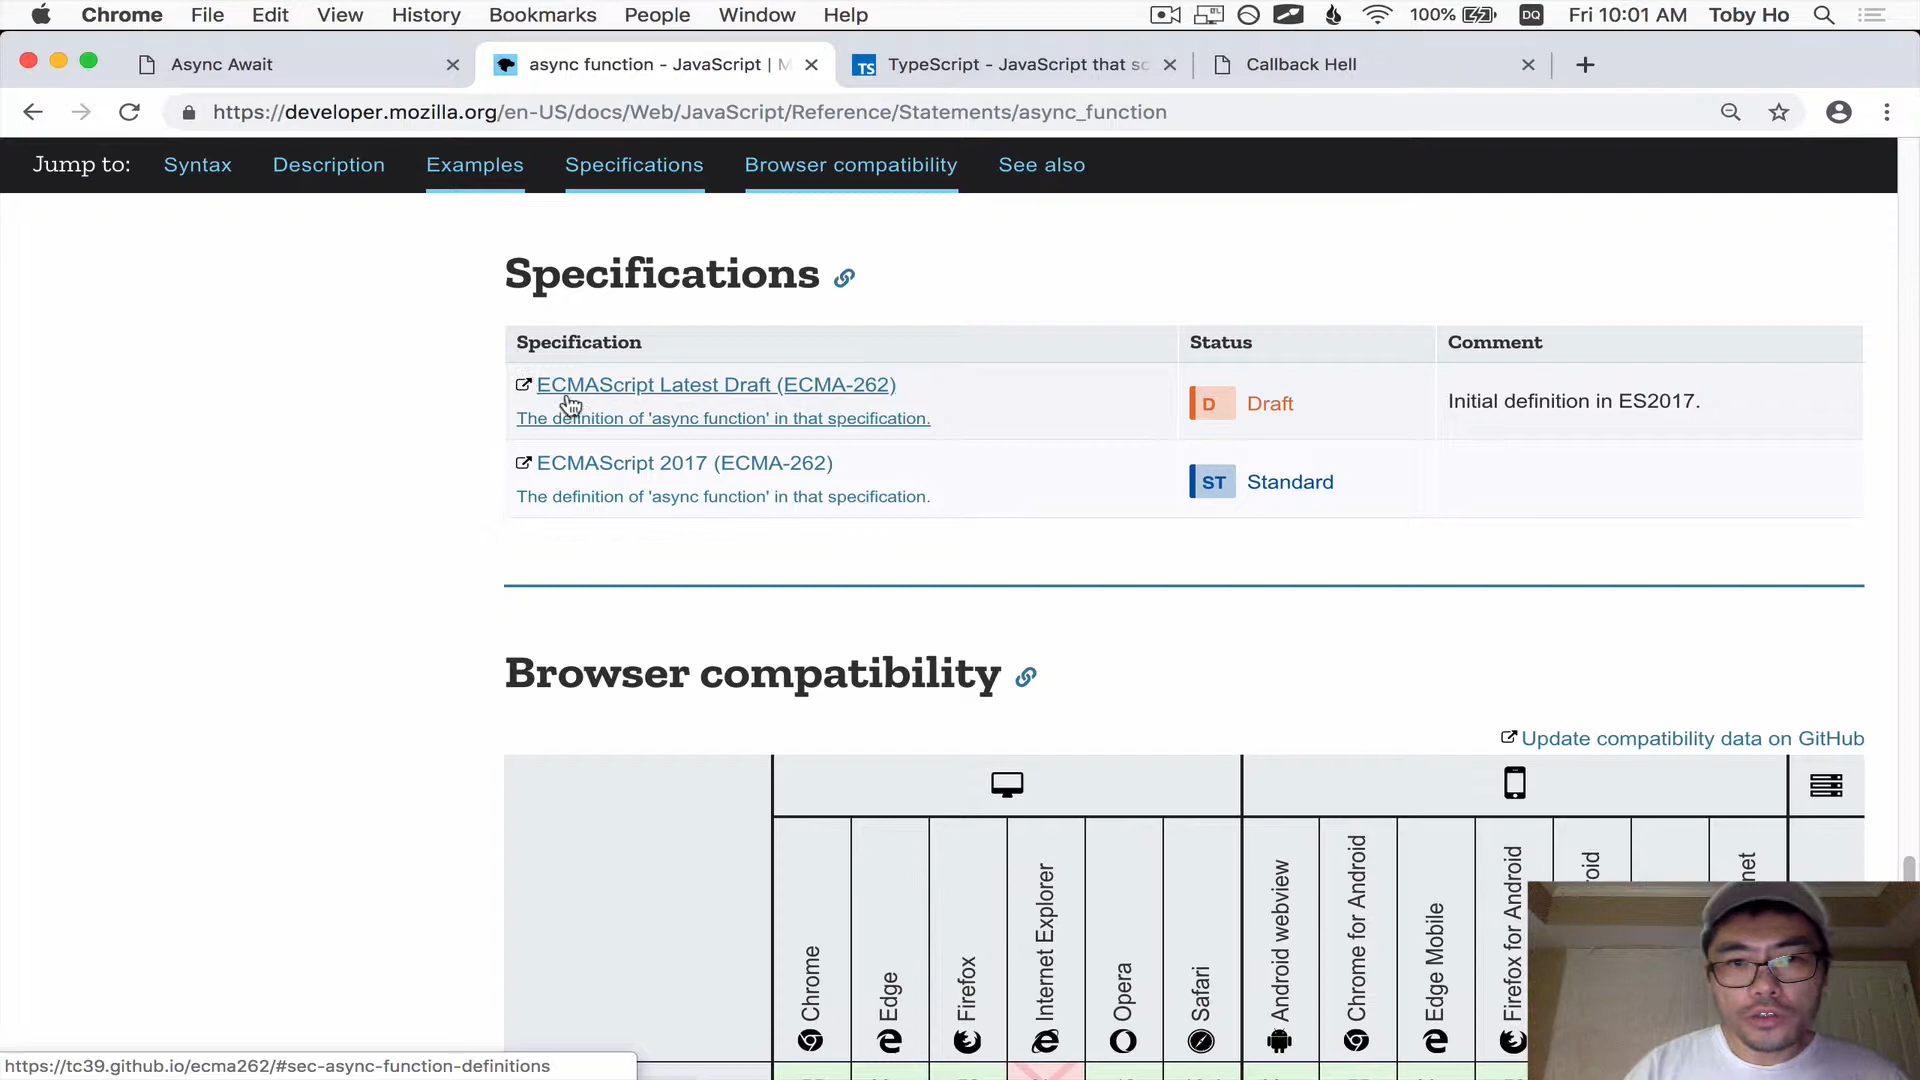 Chrome File Edit View History Bookmarks People Window Help 100% DQ Fri 10:01 AM Toby Ho
Async Await async function - JavaScript | M TS TypeScript - JavaScript that sc Callback Hell
https://developer.mozilla.org/en-US/docs/Web/JavaScript/Reference/Statements/async_function
Jump to: Syntax Description Examples Specifications Browser compatibility See also
Specifications
Specification Status Comment
ECMAScript Latest Draft (ECMA-262)
The definition of 'async function' in that specification.
D Draft
Initial definition in ES2017.
ECMAScript 2017 (ECMA-262)
The definition of 'async function' in that specification.
ST Standard
Browser compatibility
Update compatibility data on GitHub
Chrome
Edge
Firefox
Internet Explorer
Opera
Safari
Android webview
Chrome for Android
Edge Mobile
Firefox for Android
roid
net
https://tc39.github.io/ecma262/#sec-async-function-definitions